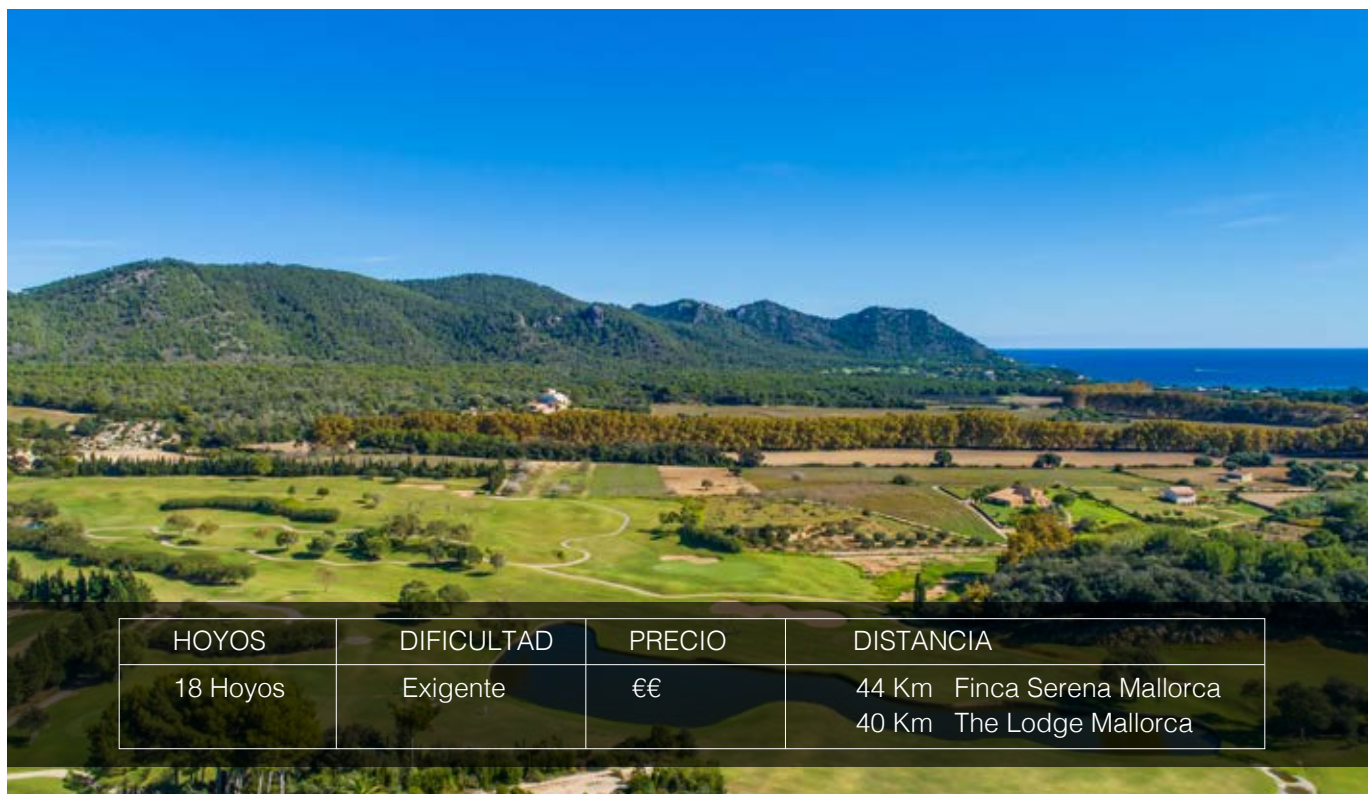 HOYOS DIFICULTAD PRECIO DISTANCIA
18 Hoyos Exigente €€ 44 Km Finca Serena Mallorca
40 Km The Lodge Mallorca